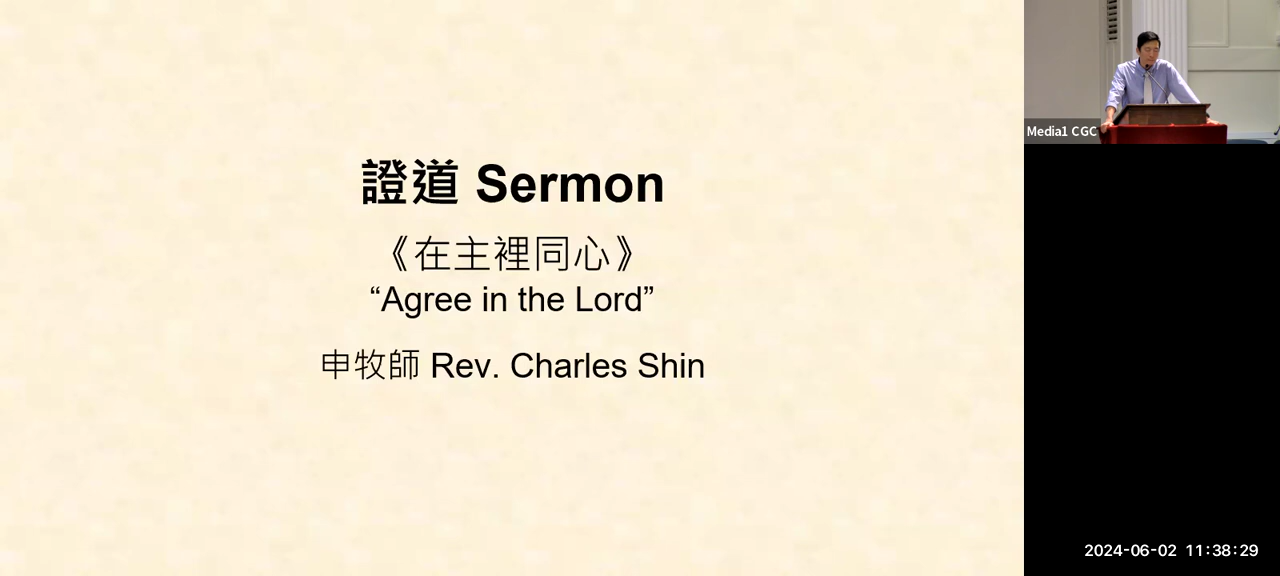 證道 Sermon
《在主裡同心》
“Agree in the Lord”
申牧師 Rev. Charles Shin
Media1 CGC
2024-06-02 11:38:29